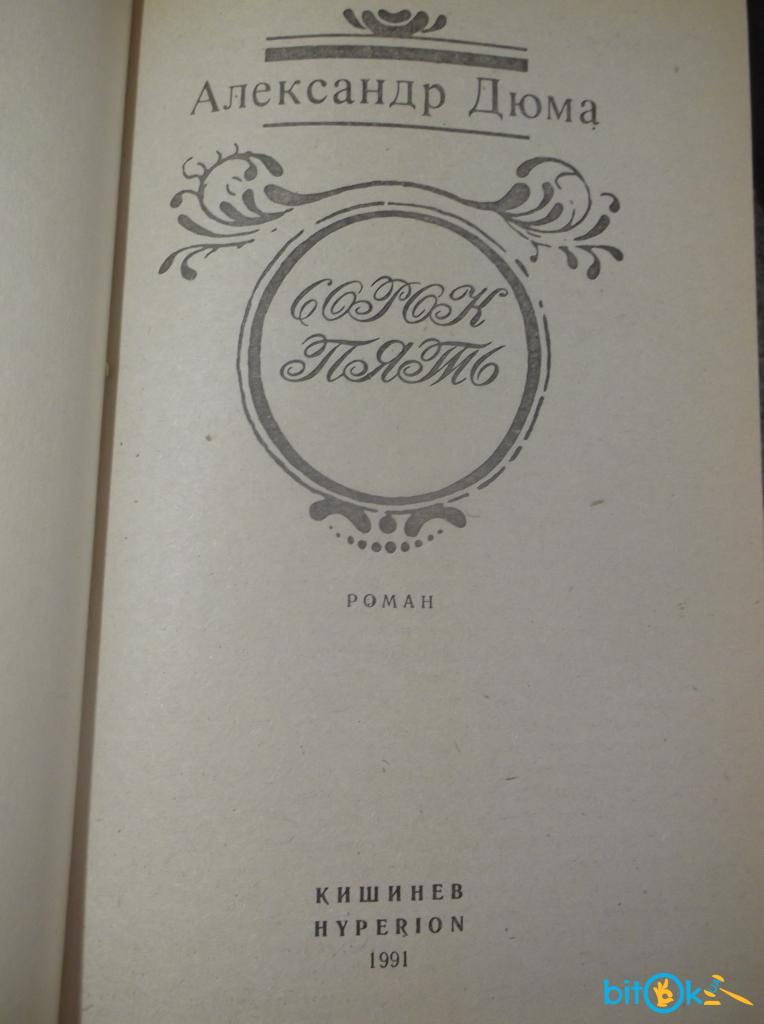 Александр Дюма
СОРОК
ПЯТЬ
РОМАН
КИШИНЕВ
HYPERION
1991
bitOk